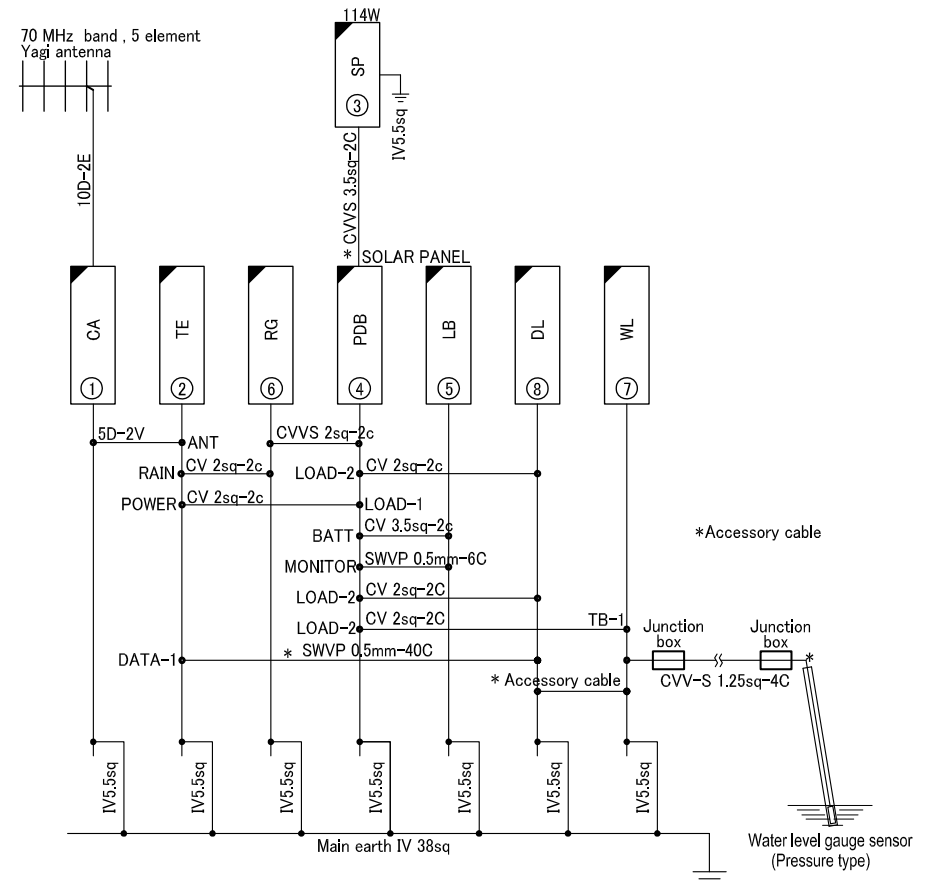 114W
70 MHz band , 5 element
Yagi antenna
SP
3
IV5.5sq
10D-2E
* CVVS 3.5sq-2C
SOLAR PANEL
CA
TE
RG
PDB
LB
DL
WL
1
2
6
4
5
8
7
5D-2V
ANT
CVVS 2sq-2c
RAIN
CV 2sq-2c
LOAD-2
CV 2sq-2c
POWER
CV 2sq-2c
LOAD-1
BATT
CV 3.5sq-2c
*Accessory cable
MONITOR
SWVP 0.5mm-6C
LOAD-2
CV 2sq-2C
LOAD-2
CV 2sq-2C
TB-1
Junction
box
Junction
box
DATA-1
* SWVP 0.5mm-40C
*
CVV-S 1.25sq-4C
* Accessory cable
IV5.5sq
IV5.5sq
IV5.5sq
IV5.5sq
IV5.5sq
IV5.5sq
IV5.5sq
Main earth IV 38sq
Water level gauge sensor
(Pressure type)